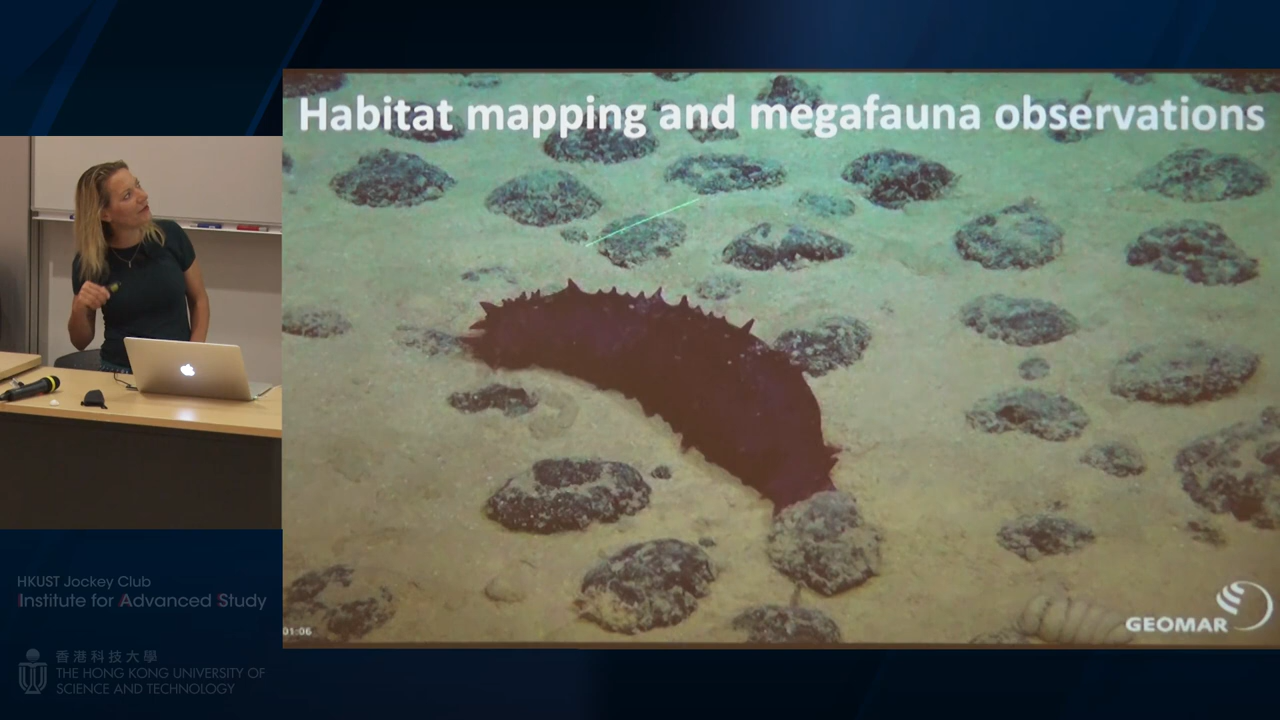 Habitat mapping and megafauna observations
01:06
GEOMAR
HKUST Jockey Club
Institute for Advanced Study
香港科技大學
THE HONG KONG UNIVERSITY OF
SCIENCE AND TECHNOLOGY